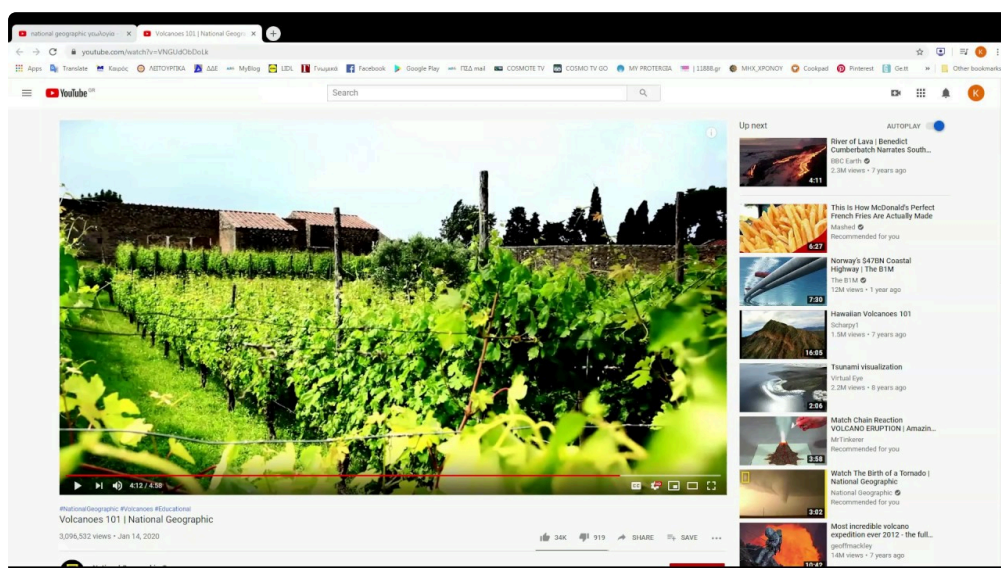 national geographic γεωλογία -
Volcanoes 101 | National Geogra
youtube.com/watch?v=VNGUdObDoLk
Apps Translate Καιρός ΛΕΙΤΟΥΡΓΙΚΑ ΔΔΕ MyBlog LIDL Γνωμικά Facebook Google Play ΠΣΔ mail COSMOTE TV COSMO TV GO MY PROTERGIA | 11888.gr ΜΗΧ_ΧΡΟΝΟΥ Cookpad Pinterest Ge.tt » Other bookmarks
YouTube GR
Search
K
Up next
AUTOPLAY
River of Lava | Benedict
Cumberbatch Narrates South...
BBC Earth
2.3M views • 7 years ago
4:11
This Is How McDonald's Perfect
French Fries Are Actually Made
Mashed
Recommended for you
6:27
Norway's $47BN Coastal
Highway | The B1M
The B1M
12M views • 1 year ago
7:30
Hawaiian Volcanoes 101
Scharpy1
1.5M views • 7 years ago
16:05
Tsunami visualization
Virtual Eye
2.2M views • 8 years ago
2:06
Match Chain Reaction
VOLCANO ERUPTION | Amazin...
MrTinkerer
Recommended for you
3:58
Watch The Birth of a Tornado |
National Geographic
National Geographic
Recommended for you
3:02
Most incredible volcano
expedition ever 2012 - the full...
geoffmackley
14M views • 7 years ago
10:42
4:12 / 4:58
#NationalGeographic #Volcanoes #Educational
Volcanoes 101 | National Geographic
3,096,532 views • Jan 14, 2020
34K 919 SHARE SAVE